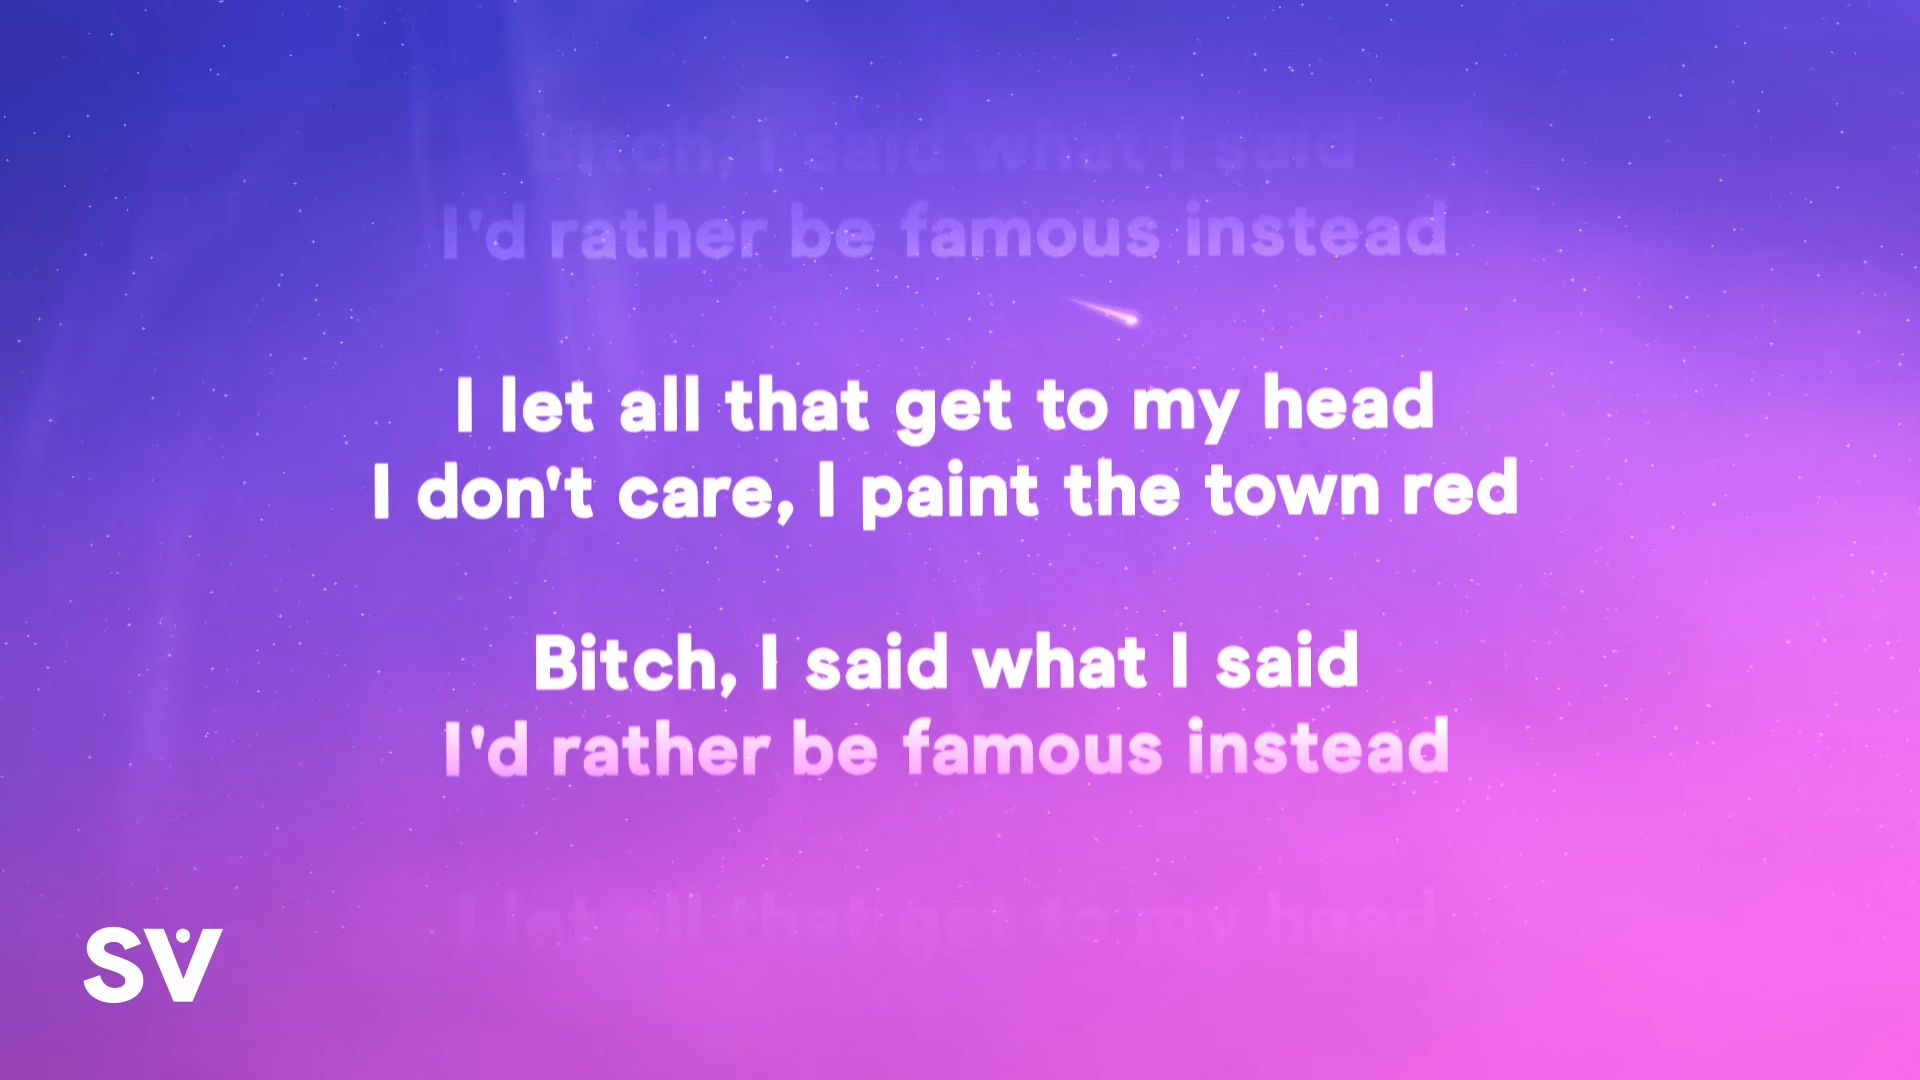 Bitch, I said what I said
I'd rather be famous instead
I let all that get to my head
I don't care, I paint the town red
Bitch, I said what I said
I'd rather be famous instead
I let all that get to my head
SV